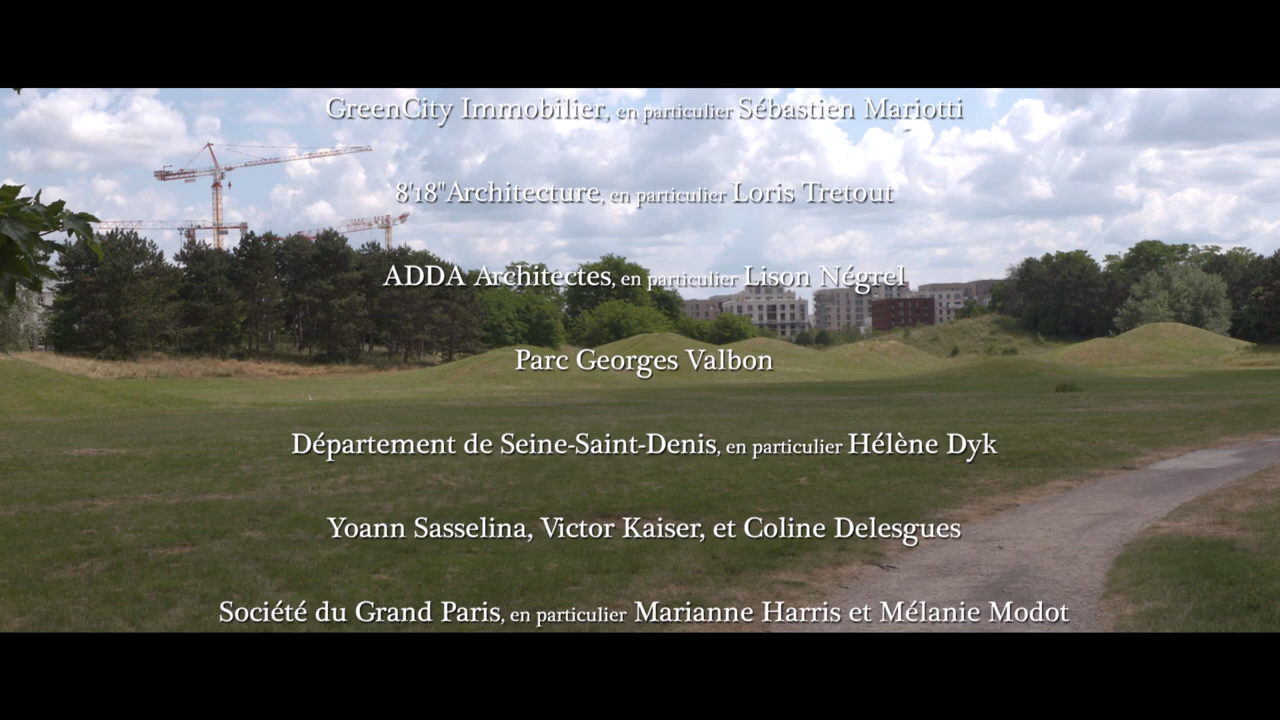 GreenCity Immobilier, en particulier Sébastien Mariotti
8'18"Architecture, en particulier Loris Tretout
ADDA Architectes, en particulier Lison Négrel
Parc Georges Valbon
Département de Seine-Saint-Denis, en particulier Hélène Dyk
Yoann Sasselina, Victor Kaiser, et Coline Delesgues
Société du Grand Paris, en particulier Marianne Harris et Mélanie Modot